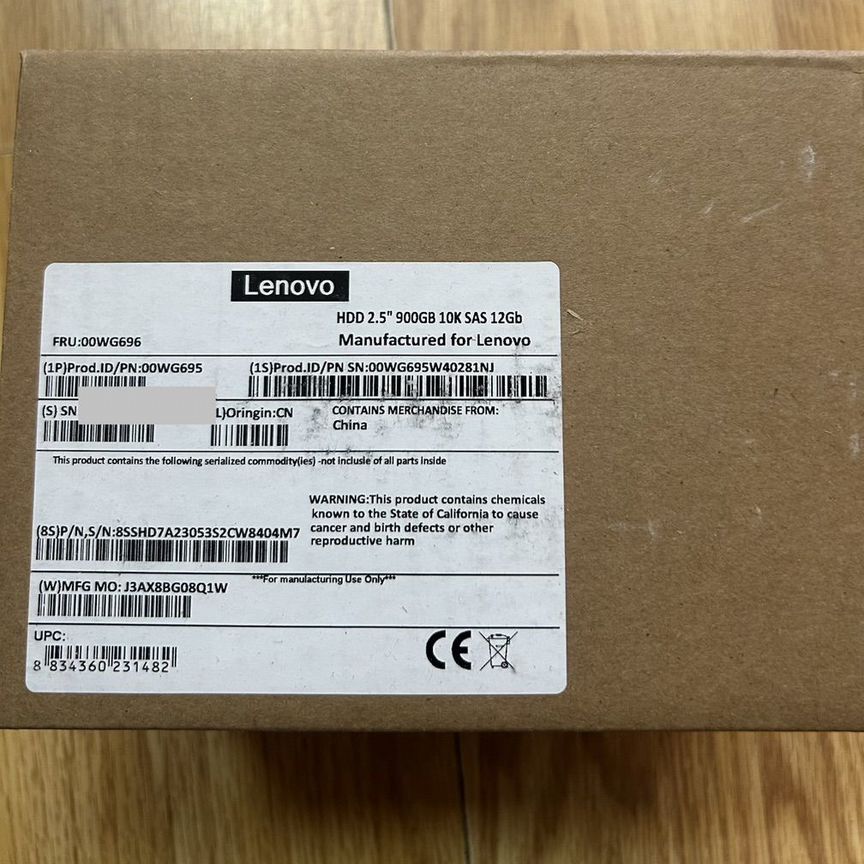 Lenovo
HDD 2.5" 900GB 10K SAS 12Gb
FRU:00WG696
Manufactured for Lenovo
(1P)Prod.ID/PN:00WG695
(1S)Prod.ID/PN SN:00WG695W40281NJ
(S) SN
L)Oringin:CN
CONTAINS MERCHANDISE FROM:
China
This product contains the following serialized commodity(ies) -not inclusle of all parts inside
WARNING:This product contains chemicals
known to the State of California to cause
cancer and birth defects or other
reproductive harm
(8S)P/N,S/N:8SSHD7A23053S2CW8404M7
***For manufacturing Use Only***
(W)MFG MO: J3AX8BG08Q1W
UPC:
8 834360 231482
CE